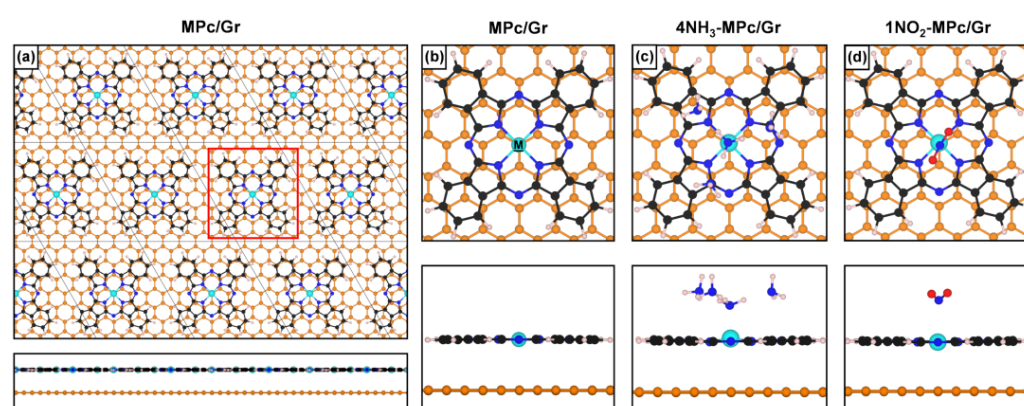 MPc/Gr MPc/Gr 4NH₃-MPc/Gr 1NO₂-MPc/Gr
(a) (b) (c) (d)
M